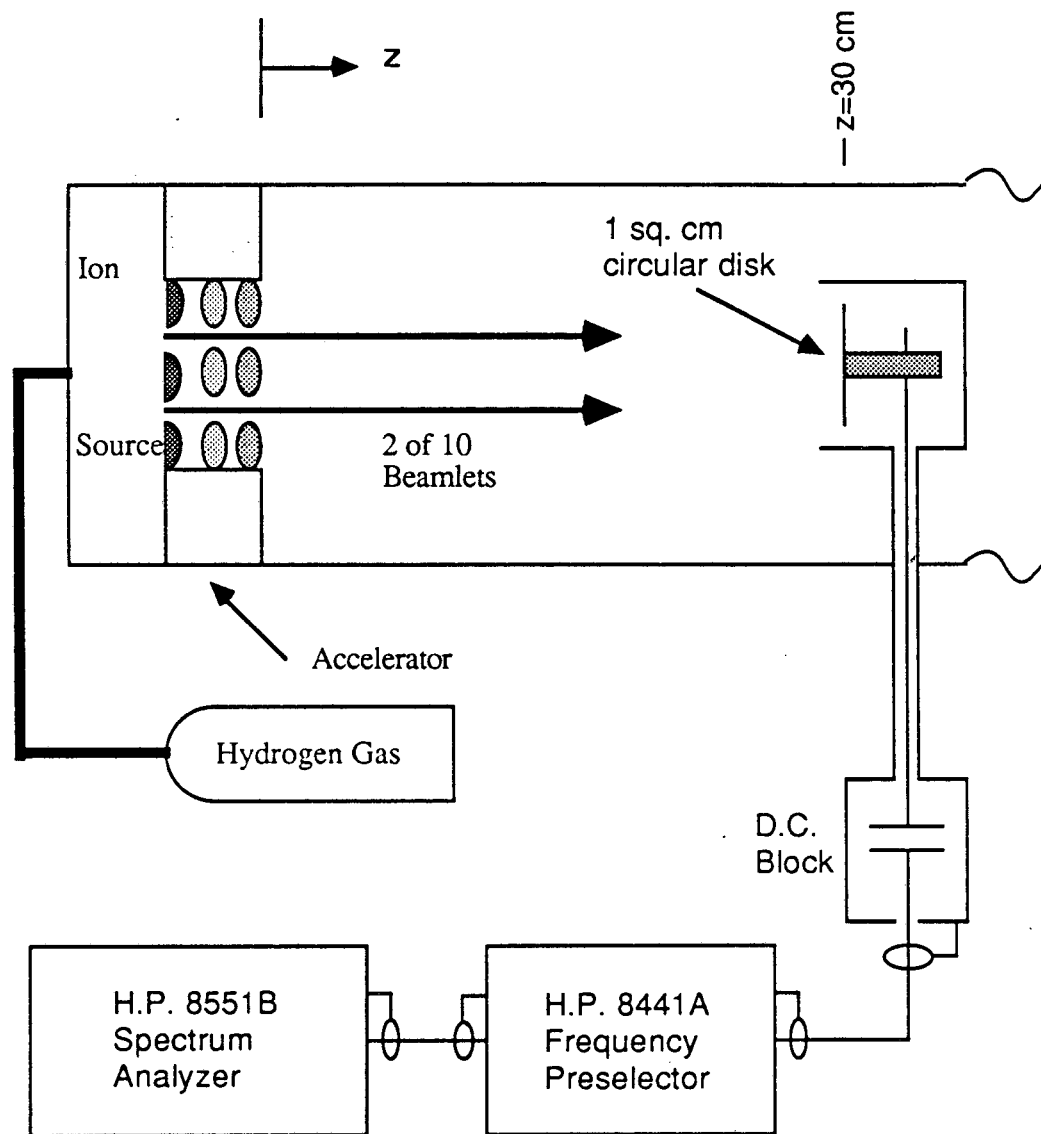 z
z=30 cm
1 sq. cm
circular disk
Ion
Source
2 of 10
Beamlets
Accelerator
Hydrogen Gas
D.C.
Block
H.P. 8551B
Spectrum
Analyzer
H.P. 8441A
Frequency
Preselector